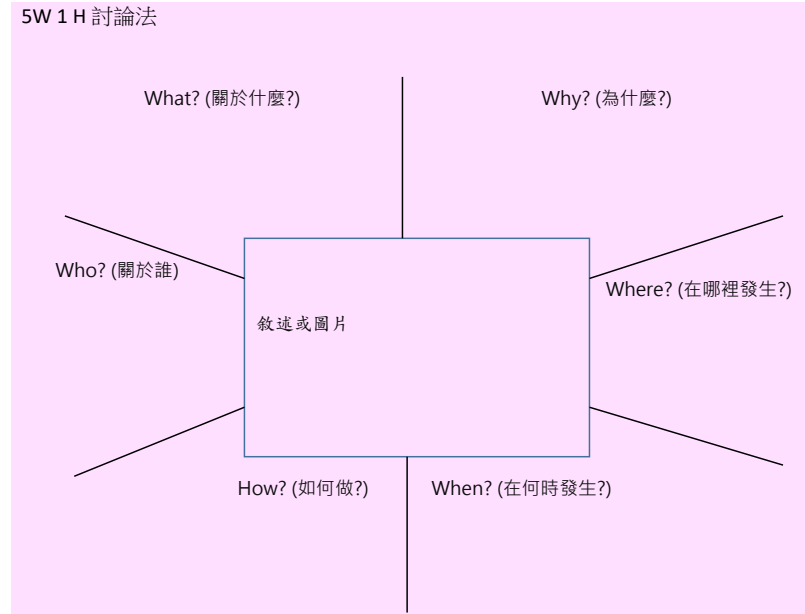 5W 1 H 討論法
What? (關於什麼?)
Why? (為什麼?)
Who? (關於誰)
Where? (在哪裡發生?)
敘述或圖片
How? (如何做?)
When? (在何時發生?)